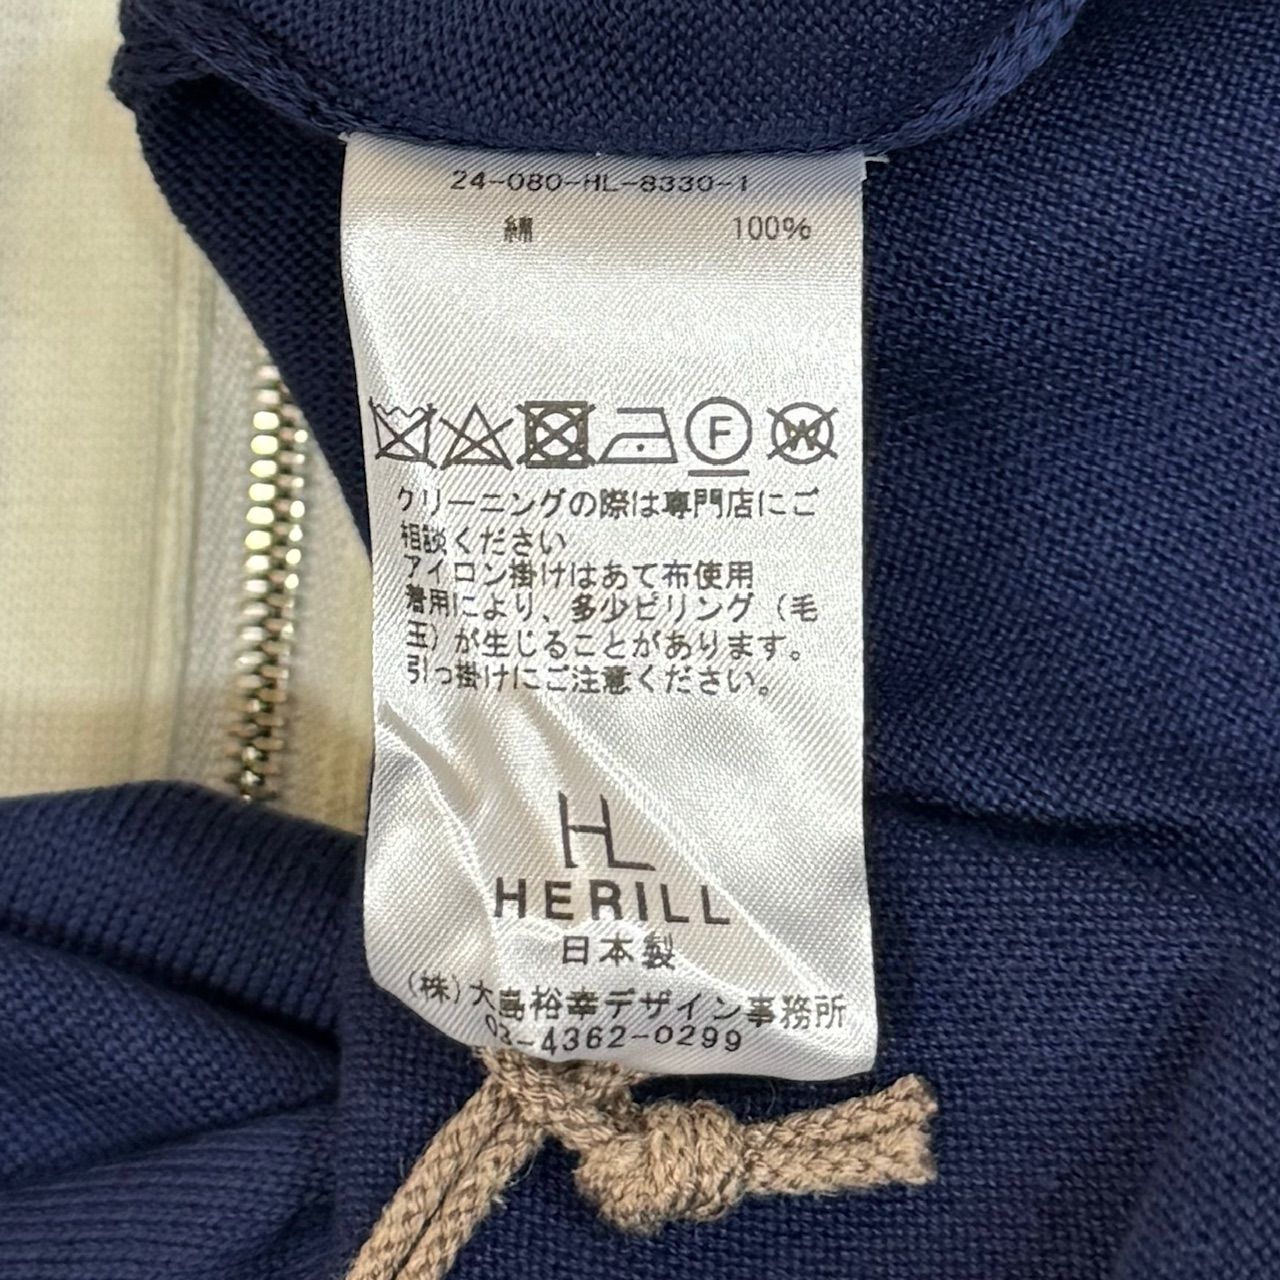 24-080-HL-8330-1
綿 100%
F
W
クリーニングの際は専門店にご
相談ください
アイロン掛けはあて布使用
着用により、多少ピリング（毛
玉）が生じることがあります。
引っ掛けにご注意ください。
HL
HERILL
日本製
(株)大島裕幸デザイン事務所
03-4362-0299